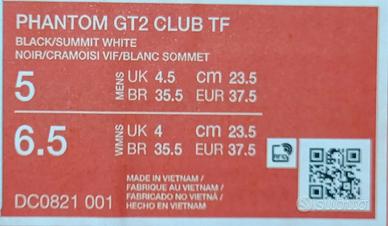 PHANTOM GT2 CLUB TF
BLACK/SUMMIT WHITE
NOIR/CRAMOISI VIF/BLANC SOMMET
5 MENS UK 4.5 cm 23.5
BR 35.5 EUR 37.5
6.5 WMNS UK 4 cm 23.5
BR 35.5 EUR 37.5
MADE IN VIETNAM/
FABRIQUE AU VIETNAM/
FABRICADO NO VIETNÃ/
HECHO EN VIETNAM
DC0821 001